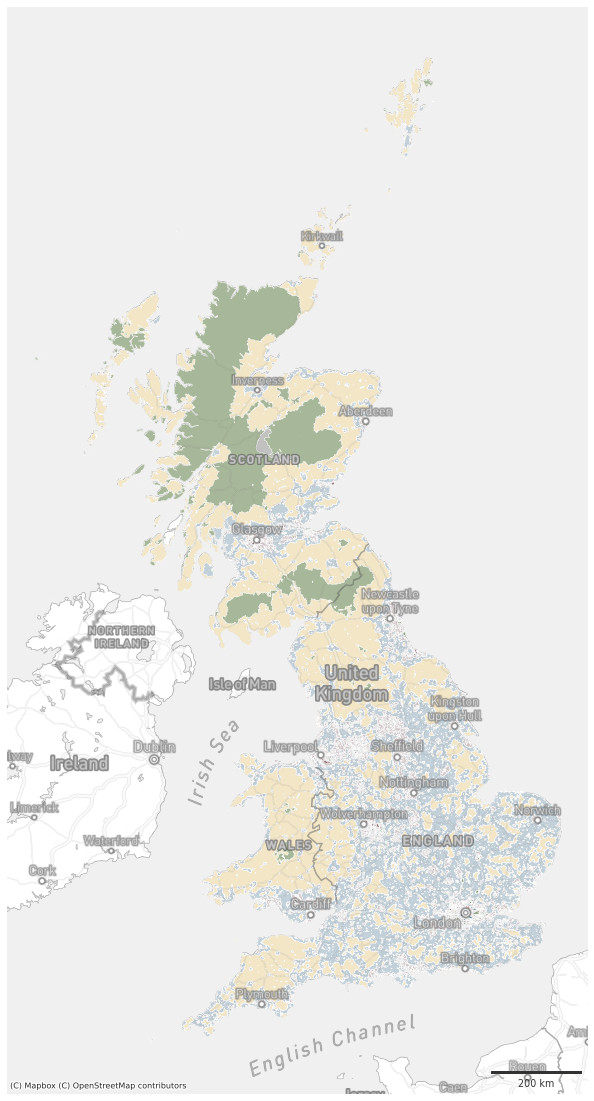 Kirkwall
Inverness
Aberdeen
SCOTLAND
Glasgow
Newcastle
upon Tyne
NORTHERN
IRELAND
Isle of Man
United
Kingdom
Kingston
upon Hull
Irish Sea
Dublin
Liverpool
Sheffield
lway
Ireland
Nottingham
Limerick
Wolverhampton
Norwich
Waterford
WALES
ENGLAND
Cork
Cardiff
London
Brighton
Plymouth
English Channel
Am
Rouen
Caen
Jersey
200 km
(C) Mapbox (C) OpenStreetMap contributors